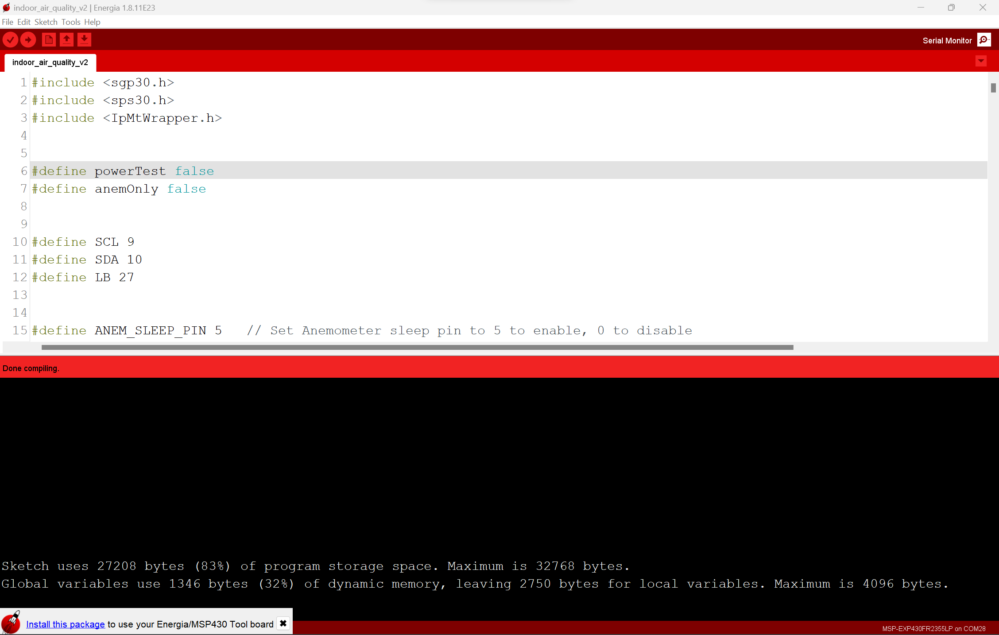 indoor_air_quality_v2 | Energia 1.8.11E23
File Edit Sketch Tools Help
Serial Monitor
indoor_air_quality_v2
1 #include <sgp30.h>
2 #include <sps30.h>
3 #include <IpMtWrapper.h>
4
5
6 #define powerTest false
7 #define anemOnly false
8
9
10 #define SCL 9
11 #define SDA 10
12 #define LB 27
13
14
15 #define ANEM_SLEEP_PIN 5   // Set Anemometer sleep pin to 5 to enable, 0 to disable
Done compiling.
Sketch uses 27208 bytes (83%) of program storage space. Maximum is 32768 bytes.
Global variables use 1346 bytes (32%) of dynamic memory, leaving 2750 bytes for local variables. Maximum is 4096 bytes.
Install this package to use your Energia/MSP430 Tool board
MSP-EXP430FR2355LP on COM28